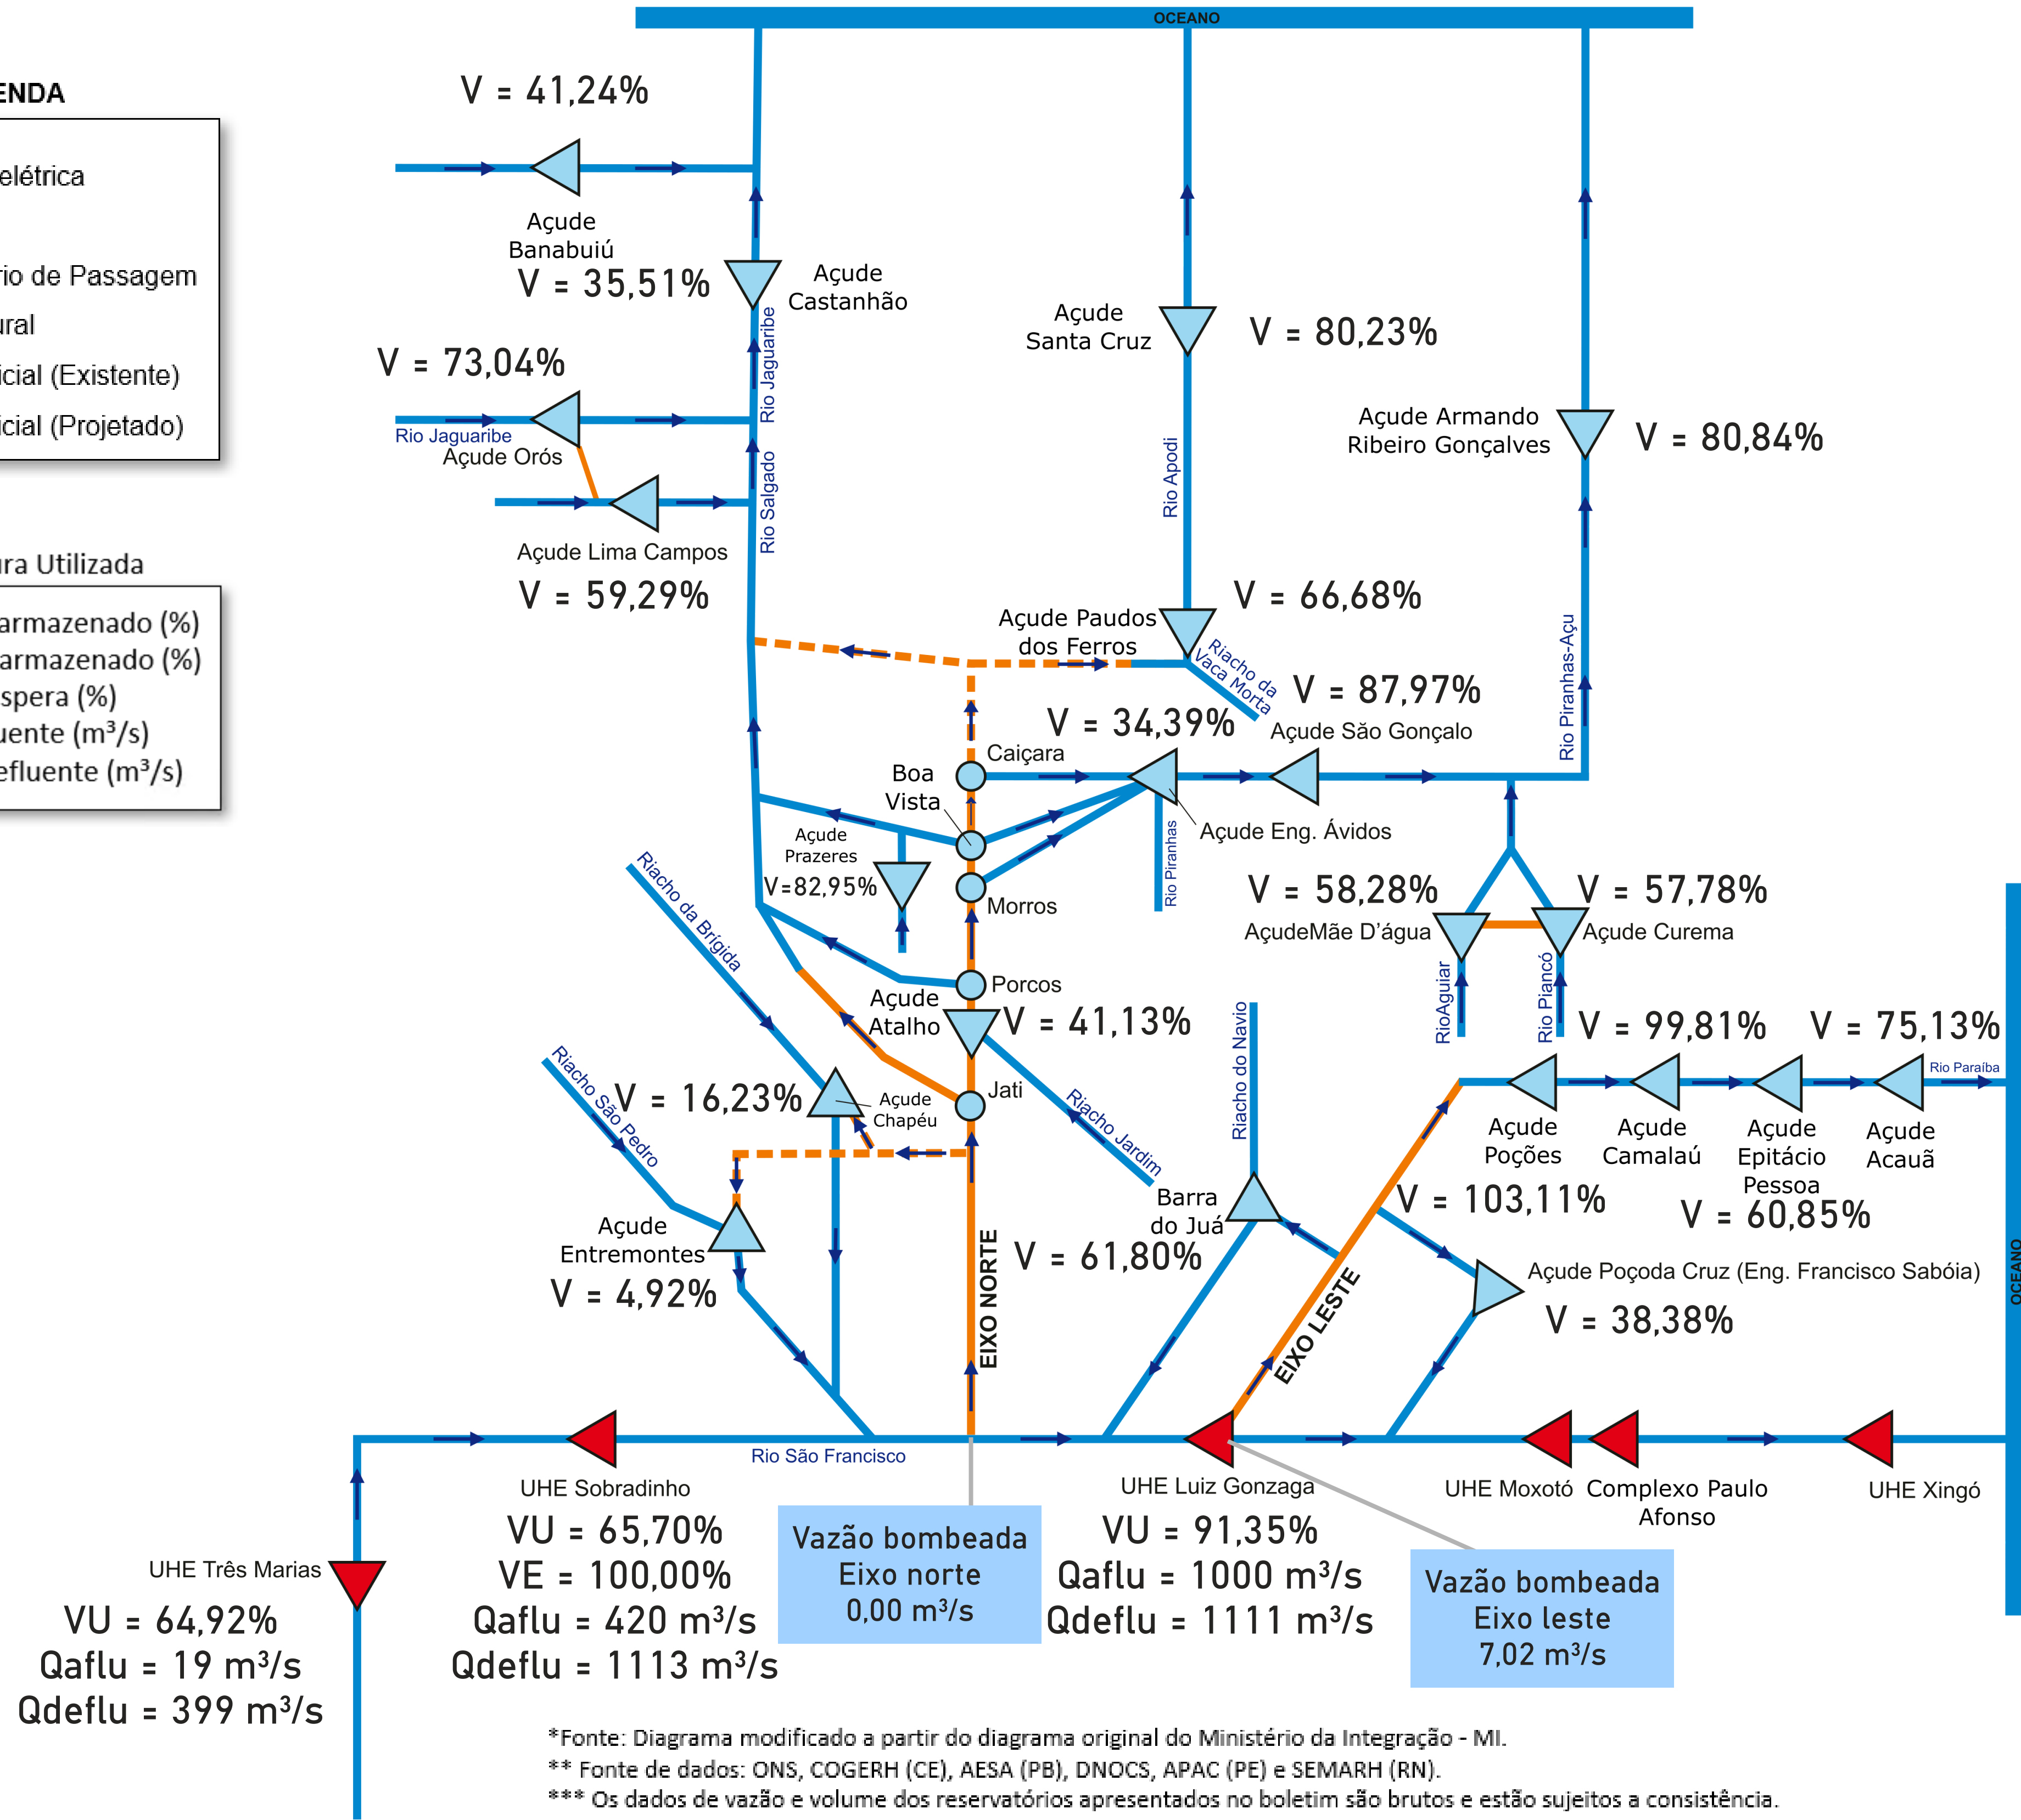 OCEANO
ENDA
elétrica
rio de Passagem
ural
icial (Existente)
icial (Projetado)
ura Utilizada
armazenado (%)
armazenado (%)
spera (%)
uente (m³/s)
efluente (m³/s)
V = 41,24%
Açude
Banabuiú
V = 35,51%
Açude
Castanhão
Rio Jaguaribe
V = 73,04%
Rio Jaguaribe
Açude Orós
Rio Salgado
Açude Lima Campos
V = 59,29%
Açude
Santa Cruz
V = 80,23%
Rio Apodi
Açude Armando
Ribeiro Gonçalves
V = 80,84%
Açude Paudos
dos Ferros
V = 66,68%
Riacho da
Vaca Morta
Rio Piranhas-Açu
V = 87,97%
Açude São Gonçalo
V = 34,39%
Caiçara
Boa
Vista
Açude Eng. Ávidos
Rio Piranhas
Açude
Prazeres
V=82,95%
Morros
Riacho da Brígida
V = 58,28%
AçudeMãe D'água
V = 57,78%
Açude Curema
RioAguiar
Rio Piancó
Porcos
Açude
Atalho
V = 41,13%
Riacho do Navio
V = 99,81%
V = 75,13%
Rio Paraíba
Riacho São Pedro
V = 16,23%
Açude
Chapéu
Jati
Riacho Jardim
Açude
Poções
Açude
Camalaú
Açude
Epitácio
Pessoa
Açude
Acauã
V = 103,11%
V = 60,85%
Barra
do Juá
V = 61,80%
Açude
Entremontes
V = 4,92%
EIXO NORTE
EIXO LESTE
Açude Poçoda Cruz (Eng. Francisco Sabóia)
V = 38,38%
OCEANO
Rio São Francisco
UHE Sobradinho
VU = 65,70%
VE = 100,00%
Qaflu = 420 m³/s
Qdeflu = 1113 m³/s
Vazão bombeada
Eixo norte
0,00 m³/s
UHE Luiz Gonzaga
VU = 91,35%
Qaflu = 1000 m³/s
Qdeflu = 1111 m³/s
Vazão bombeada
Eixo leste
7,02 m³/s
UHE Moxotó
Complexo Paulo
Afonso
UHE Xingó
UHE Três Marias
VU = 64,92%
Qaflu = 19 m³/s
Qdeflu = 399 m³/s
*Fonte: Diagrama modificado a partir do diagrama original do Ministério da Integração - MI.
** Fonte de dados: ONS, COGERH (CE), AESA (PB), DNOCS, APAC (PE) e SEMARH (RN).
*** Os dados de vazão e volume dos reservatórios apresentados no boletim são brutos e estão sujeitos a consistência.